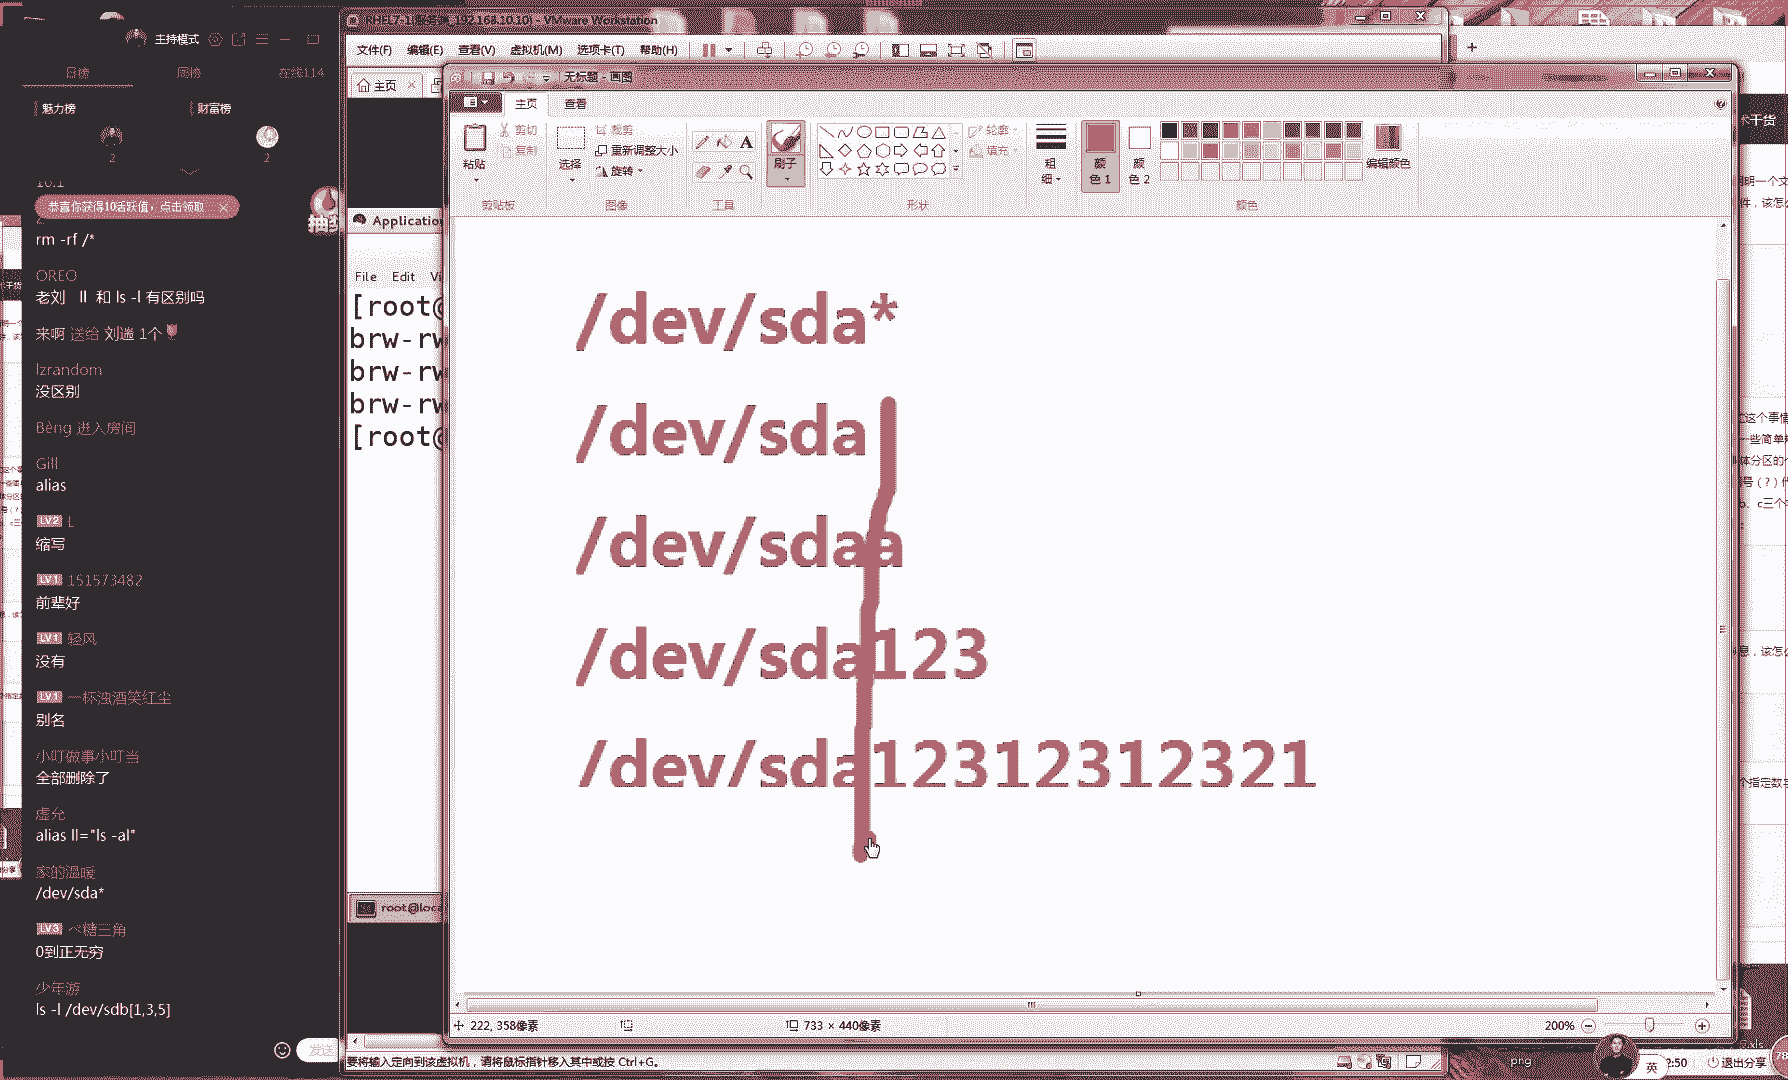 主持模式
日榜 周榜 在线114
魅力榜 财富榜
2 2
10.1
恭喜你获得10活跃值，点击领取
rm -rf /*
OREO
老刘 ll 和 ls -l 有区别吗
来啊 送给 刘遄 1个
lzrandom
没区别
Bèng 进入房间
Gill
alias
LV2 L
缩写
LV1 151573482
前辈好
LV1 轻风
没有
LV1 一杯浊酒笑红尘
别名
小叮做事小叮当
全部删除了
虚允
alias ll="ls -al"
家的温暖
/dev/sda*
LV3 べ糖三角
0到正无穷
少年游
ls -l /dev/sdb[1,3,5]
发送
RHEL7-1(服务端_192.168.10.10) - VMware Workstation
文件(F) 编辑(E) 查看(V) 虚拟机(M) 选项卡(T) 帮助(H)
主页
Application
File Edit Vi
[root@
brw-rw
brw-rw
brw-rw
[root@
root@loca
要将输入定向到该虚拟机，请将鼠标指针移入其中或按 Ctrl+G。
无标题 - 画图
主页 查看
粘贴 剪切 复制
剪贴板
选择 裁剪 重新调整大小 旋转
图像
A
工具
刷子
轮廓 填充
形状
粗细
颜色 1 颜色 2
编辑颜色
颜色
/dev/sda*
/dev/sda
/dev/sdaa
/dev/sda123
/dev/sda12312312321
222, 358像素 733 × 440像素 200%
png
英
2:50
退出分享